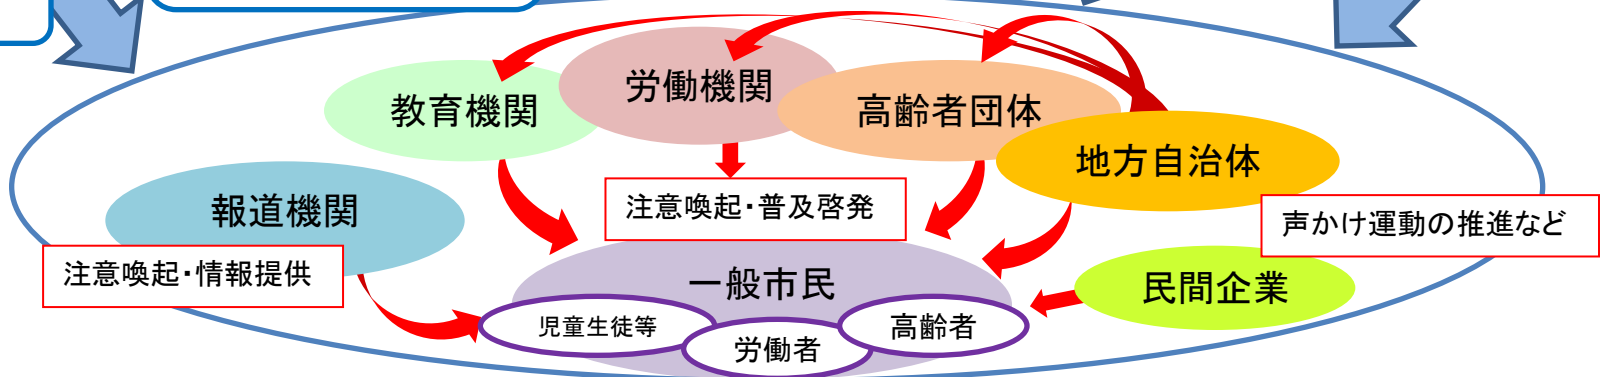 労働機関
教育機関
高齢者団体
地方自治体
報道機関
注意喚起・普及啓発
声かけ運動の推進など
注意喚起・情報提供
一般市民
民間企業
児童生徒等
高齢者
労働者